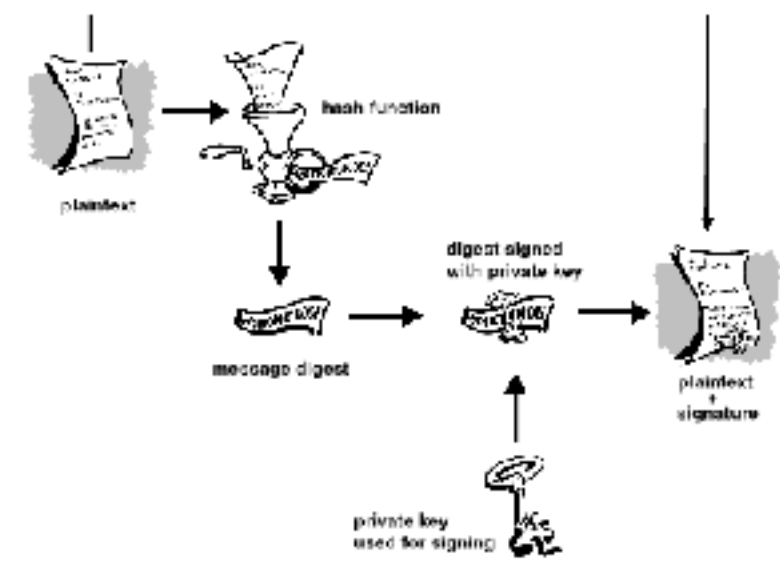 hash function
plaintext
digest signed
with private key
message digest
plaintext
+
signature
private key
used for signing